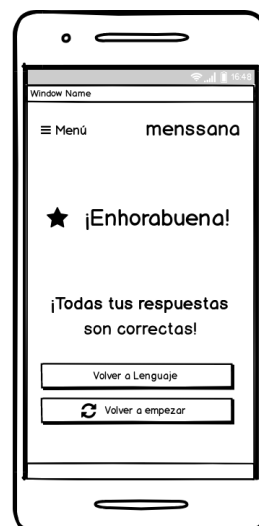 16:48
Window Name
Menú
menssana
¡Enhorabuena!
¡Todas tus respuestas
son correctas!
Volver a Lenguaje
Volver a empezar